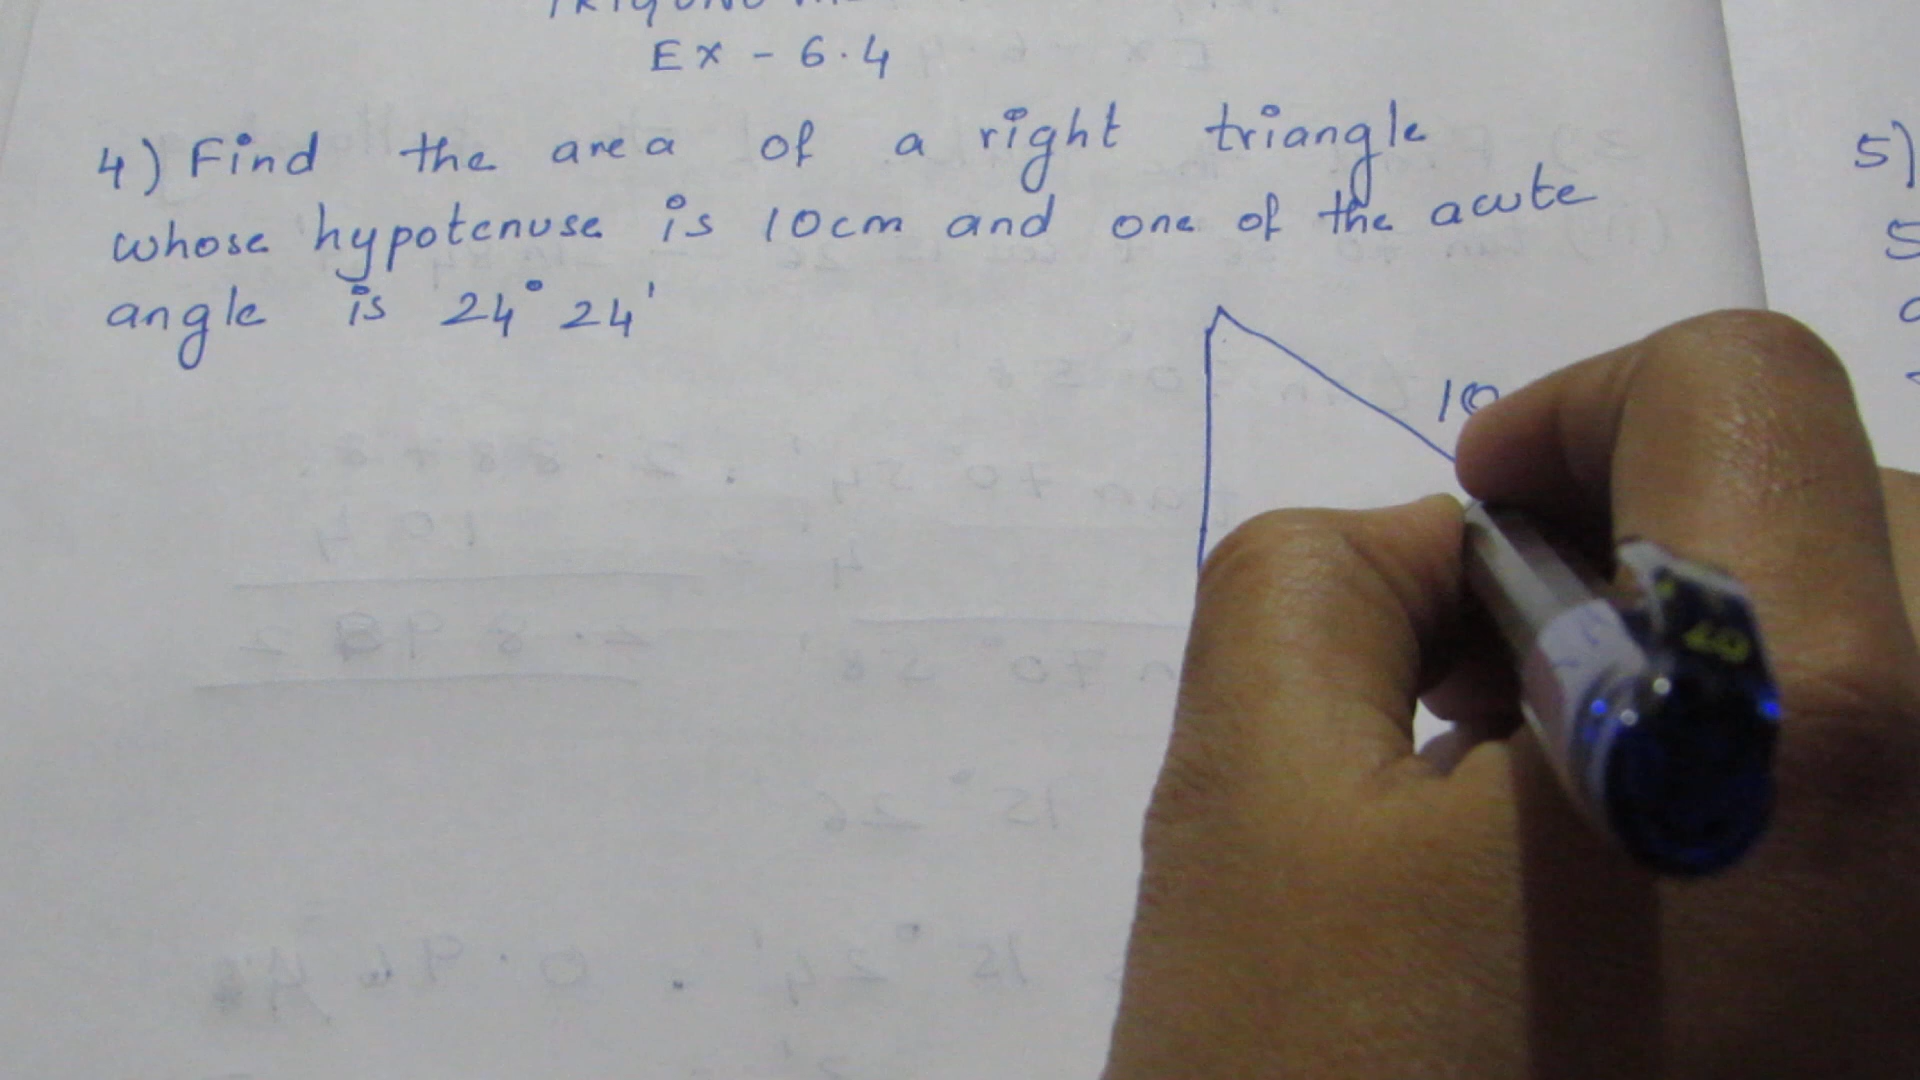 Ex - 6.4
4) Find the area of a right triangle
whose hypotenuse is 10cm and one of the acute
angle is 24° 24'
10
5)